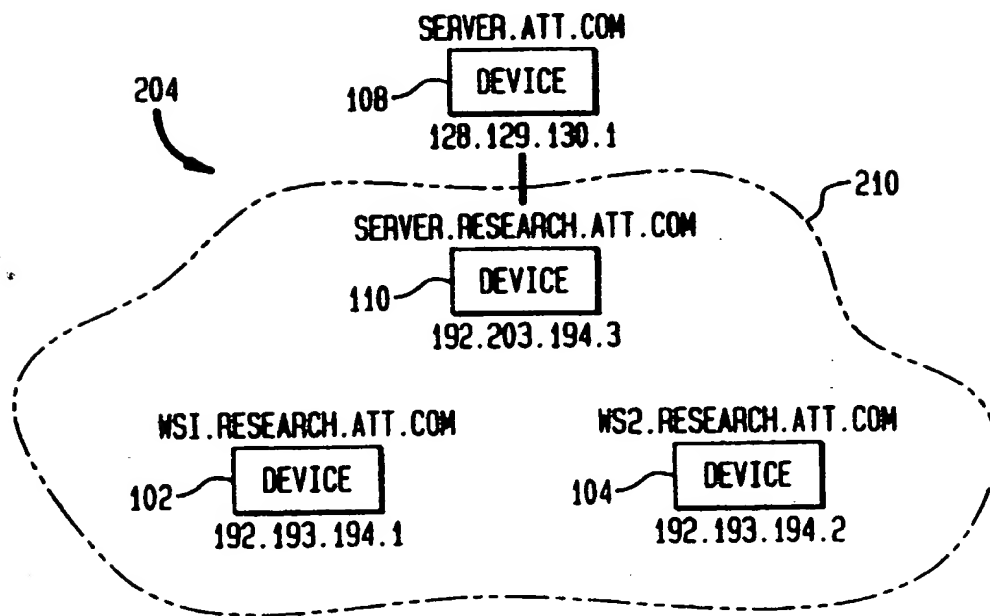 SERVER.ATT.COM
204
DEVICE
108
128.129.130.1
210
SERVER.RESEARCH.ATT.COM
DEVICE
110
192.203.194.3
WS1.RESEARCH.ATT.COM
WS2.RESEARCH.ATT.COM
DEVICE
DEVICE
102
104
192.193.194.1
192.193.194.2